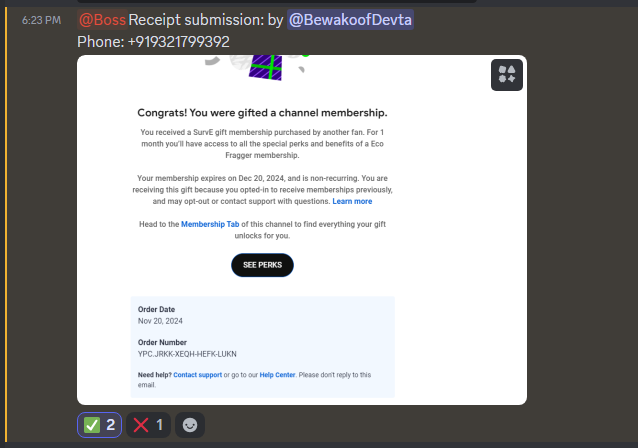 6:23 PM @Boss Receipt submission: by @BewakoofDevta
Phone: +919321799392
Congrats! You were gifted a channel membership.
You received a SurvE gift membership purchased by another fan. For 1
month you'll have access to all the special perks and benefits of a Eco
Fragger membership.
Your membership expires on Dec 20, 2024, and is non-recurring. You are
receiving this gift because you opted-in to receive memberships previously,
and may opt-out or contact support with questions. Learn more
Head to the Membership Tab of this channel to find everything your gift
unlocks for you.
SEE PERKS
Order Date
Nov 20, 2024
Order Number
YPC.JRKK-XEQH-HEFK-LUKN
Need help? Contact support or go to our Help Center. Please don't reply to this
email.
2 1